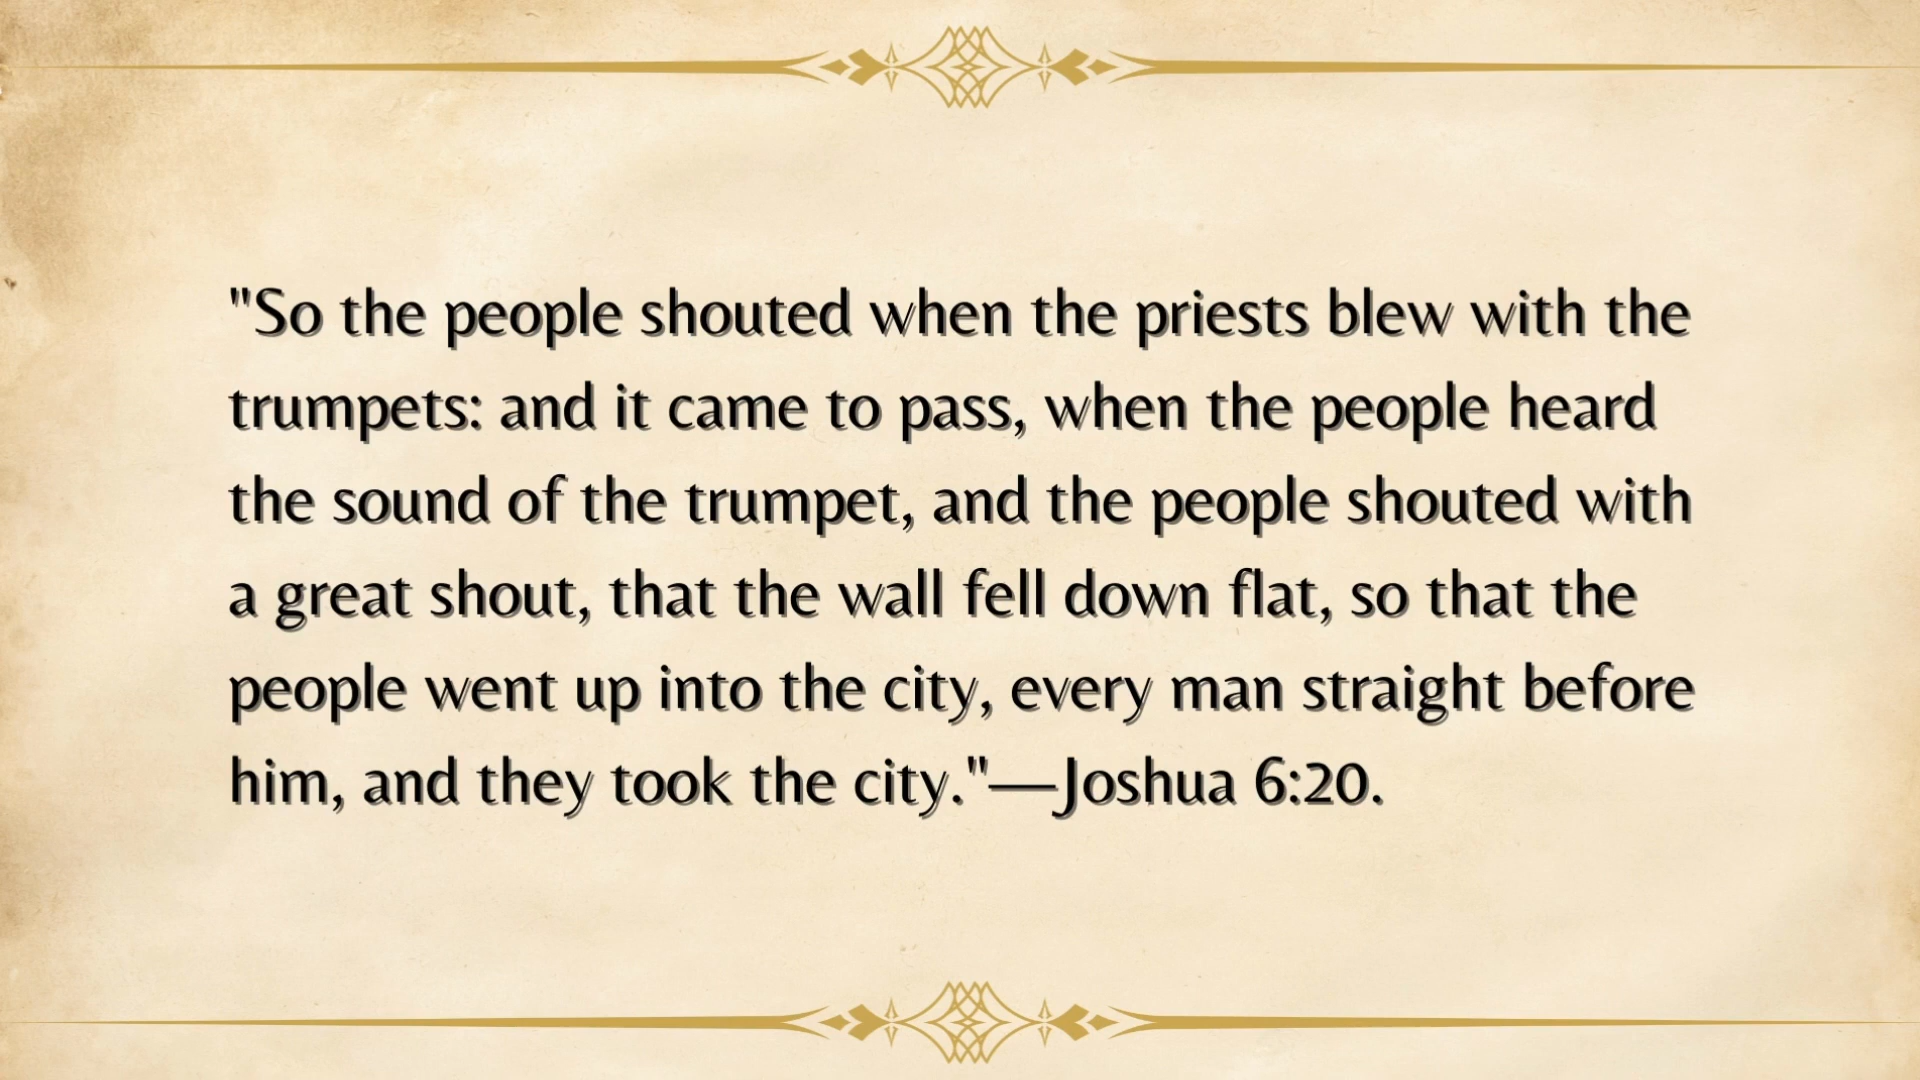 "So the people shouted when the priests blew with the
trumpets: and it came to pass, when the people heard
the sound of the trumpet, and the people shouted with
a great shout, that the wall fell down flat, so that the
people went up into the city, every man straight before
him, and they took the city."—Joshua 6:20.